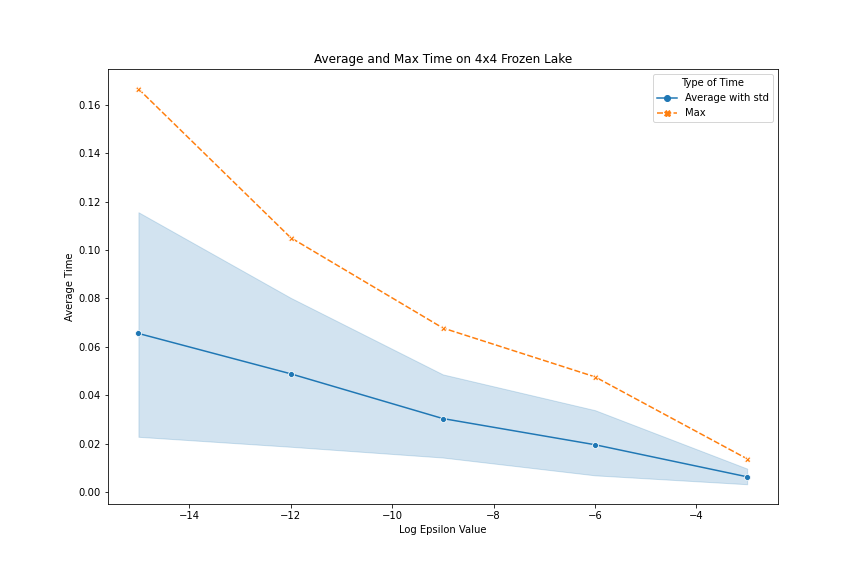 Average and Max Time on 4x4 Frozen Lake
Type of Time
Average with std
Max
0.16
0.14
0.12
0.10
0.08
0.06
0.04
0.02
0.00
Average Time
−14
−12
−10
−8
−6
−4
Log Epsilon Value